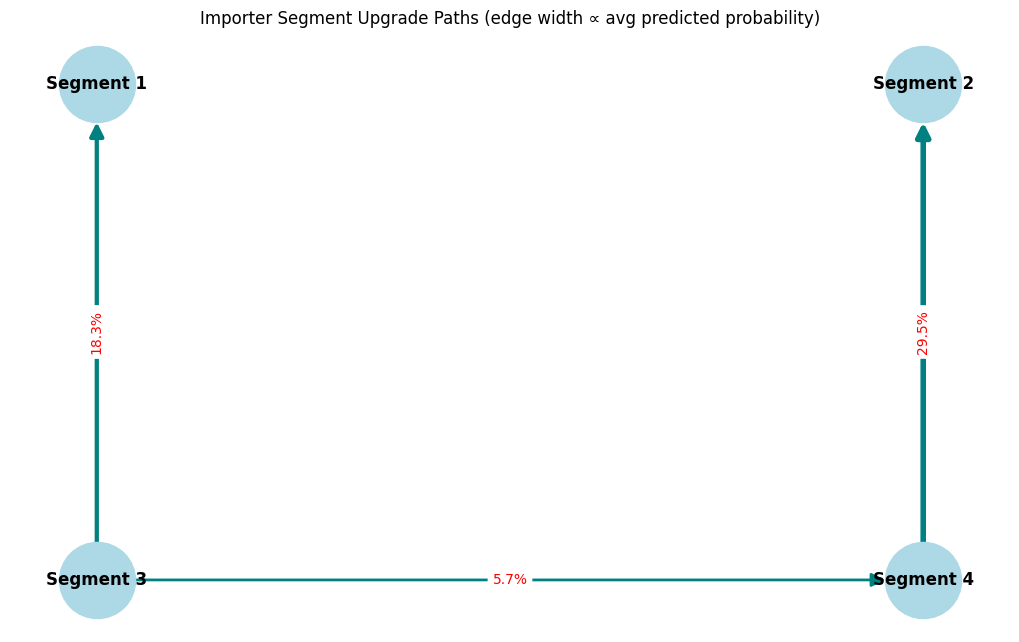 Importer Segment Upgrade Paths (edge width ∝ avg predicted probability)
Segment 1
Segment 2
18.3%
29.5%
Segment 3
5.7%
Segment 4